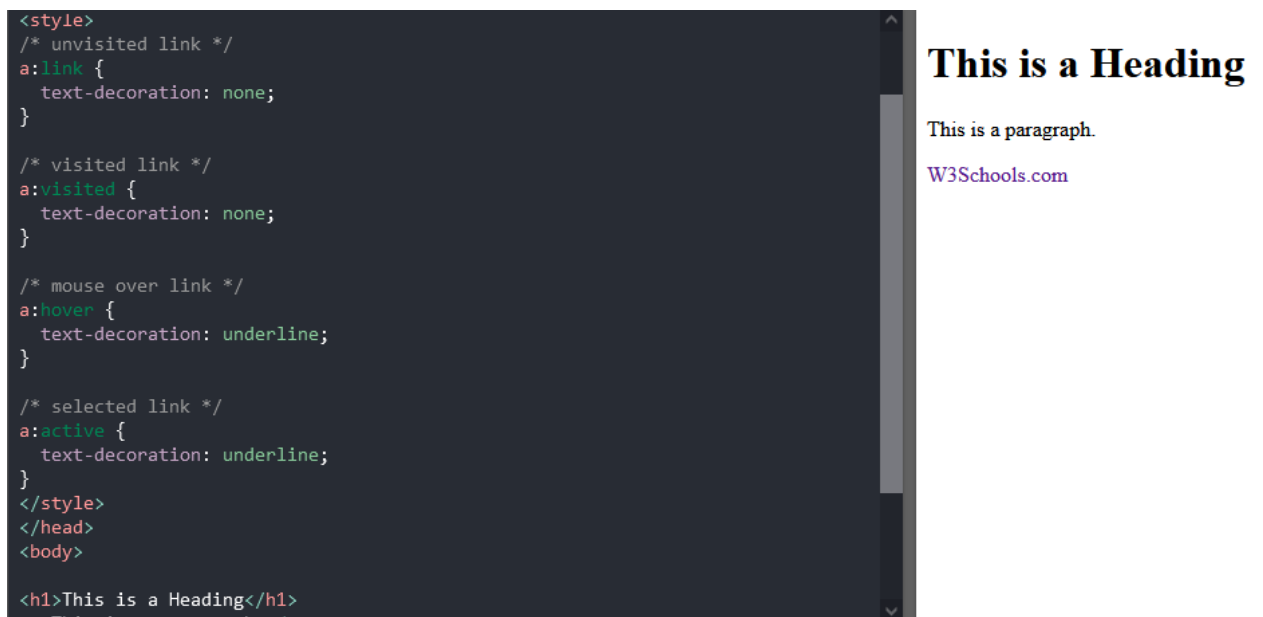 <style>
/* unvisited link */
a:link {
  text-decoration: none;
}

/* visited link */
a:visited {
  text-decoration: none;
}

/* mouse over link */
a:hover {
  text-decoration: underline;
}

/* selected link */
a:active {
  text-decoration: underline;
}
</style>
</head>
<body>

<h1>This is a Heading</h1>
This is a Heading
This is a paragraph.
W3Schools.com